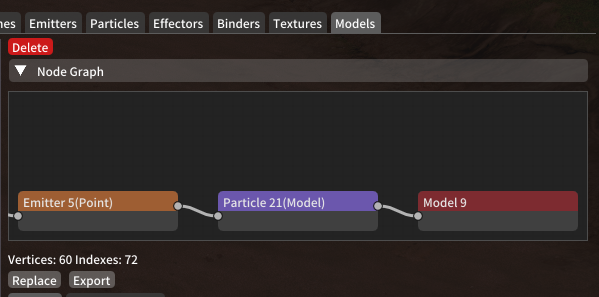 Emitters Particles Effectors Binders Textures Models
Delete
Node Graph
Emitter 5(Point) Particle 21(Model) Model 9
Vertices: 60 Indexes: 72
Replace Export